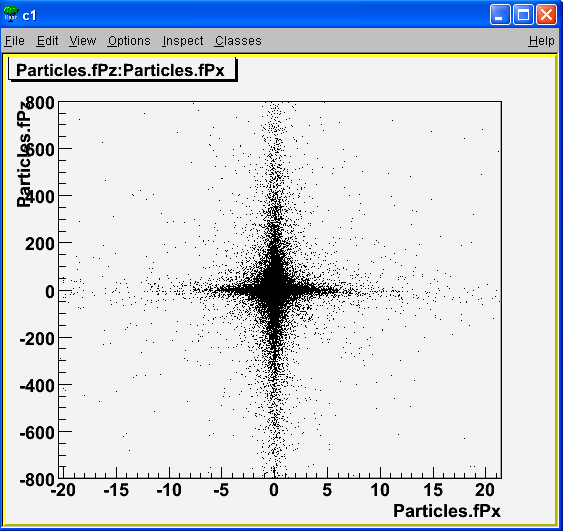 c1
File Edit View Options Inspect Classes Help
Particles.fPz:Particles.fPx
Particles.fPz
800
600
400
200
0
-200
-400
-600
-800
-20 -15 -10 -5 0 5 10 15 20
Particles.fPx